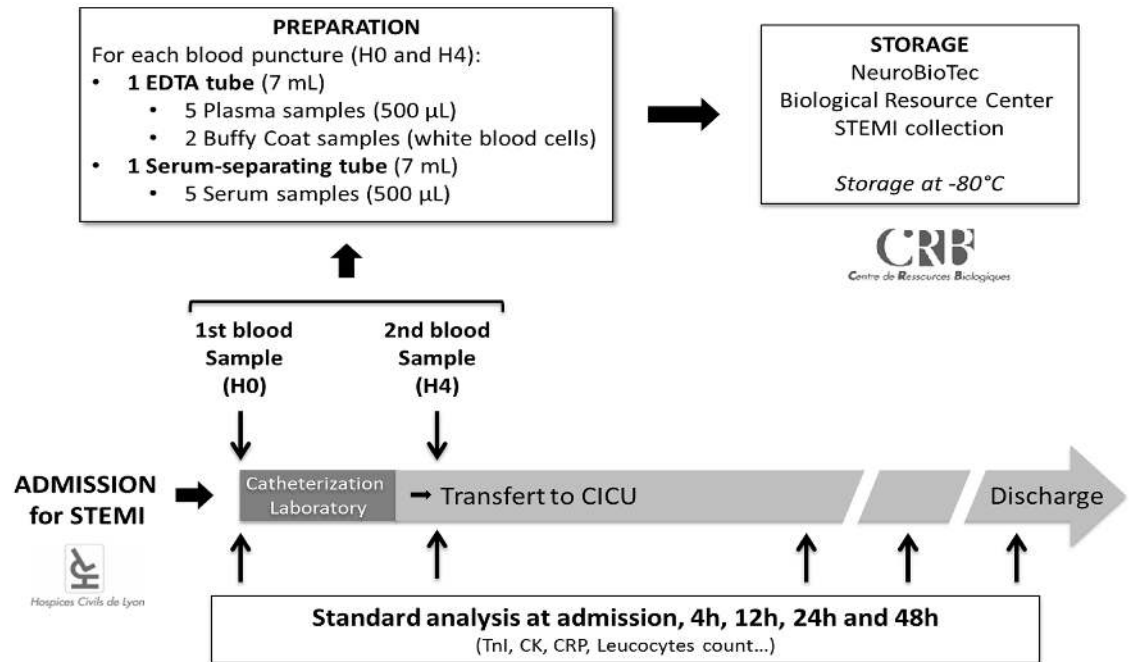 PREPARATION
For each blood puncture (H0 and H4):
• 1 EDTA tube (7 mL)
• 5 Plasma samples (500 µL)
• 2 Buffy Coat samples (white blood cells)
• 1 Serum-separating tube (7 mL)
• 5 Serum samples (500 µL)
STORAGE
NeuroBioTec
Biological Resource Center
STEMI collection
Storage at -80°C
CRB
Centre de Ressources Biologiques
1st blood
Sample
(H0)
2nd blood
Sample
(H4)
ADMISSION
for STEMI
Catheterization
Laboratory
Transfert to CICU
Discharge
HCL
Hospices Civils de Lyon
Standard analysis at admission, 4h, 12h, 24h and 48h
(TnI, CK, CRP, Leucocytes count...)